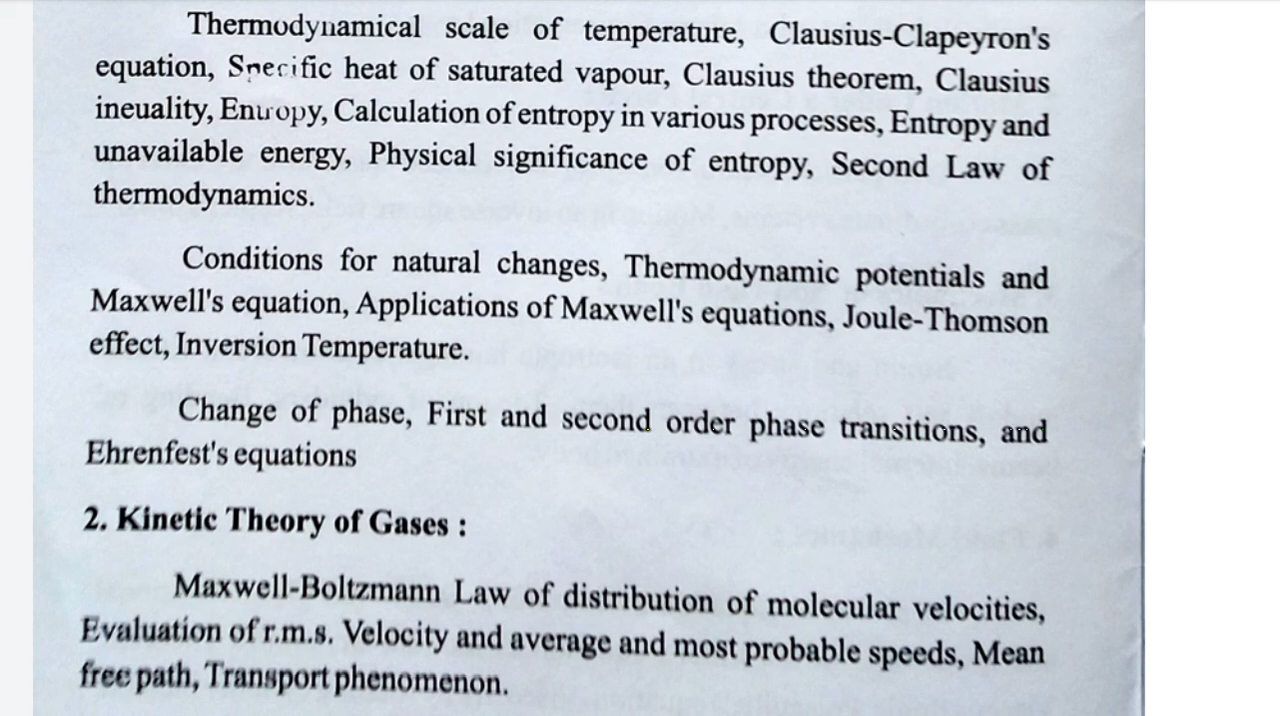 Thermodynamical scale of temperature, Clausius-Clapeyron's
equation, Specific heat of saturated vapour, Clausius theorem, Clausius
ineuality, Entropy, Calculation of entropy in various processes, Entropy and
unavailable energy, Physical significance of entropy, Second Law of
thermodynamics.
Conditions for natural changes, Thermodynamic potentials and
Maxwell's equation, Applications of Maxwell's equations, Joule-Thomson
effect, Inversion Temperature.
Change of phase, First and second order phase transitions, and
Ehrenfest's equations
2. Kinetic Theory of Gases :
Maxwell-Boltzmann Law of distribution of molecular velocities,
Evaluation of r.m.s. Velocity and average and most probable speeds, Mean
free path, Transport phenomenon.